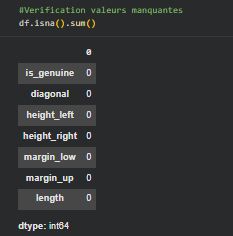 #Verification valeurs manquantes
df.isna().sum()
0
is_genuine 0
diagonal 0
height_left 0
height_right 0
margin_low 0
margin_up 0
length 0
dtype: int64